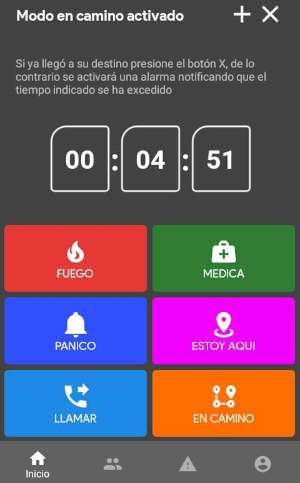 Modo en camino activado
Si ya llegó a su destino presione el botón X, de lo
contrario se activará una alarma notificando que el
tiempo indicado se ha excedido
00 : 04 : 51
FUEGO
MEDICA
PANICO
ESTOY AQUI
LLAMAR
EN CAMINO
Inicio